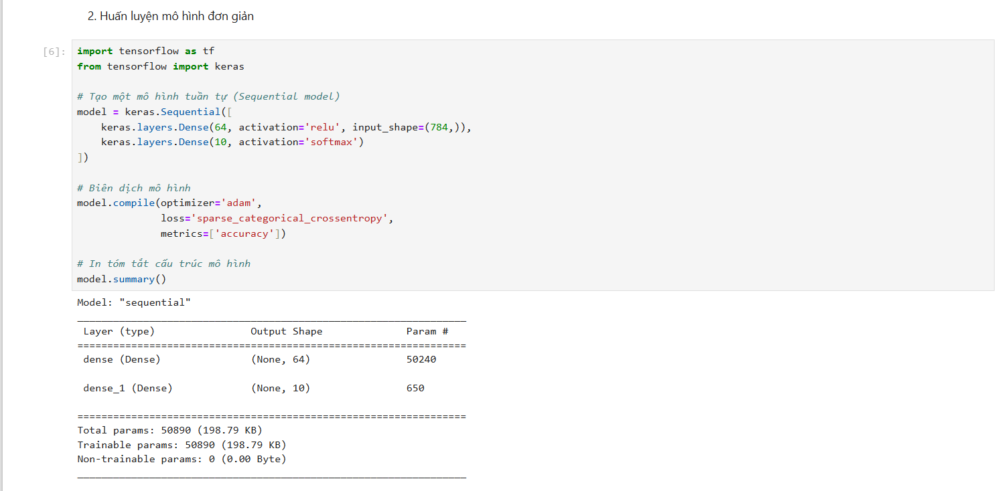 2. Huấn luyện mô hình đơn giản
[6]:
import tensorflow as tf
from tensorflow import keras
# Tạo một mô hình tuần tự (Sequential model)
model = keras.Sequential([
    keras.layers.Dense(64, activation='relu', input_shape=(784,)),
    keras.layers.Dense(10, activation='softmax')
])
# Biên dịch mô hình
model.compile(optimizer='adam',
              loss='sparse_categorical_crossentropy',
              metrics=['accuracy'])
# In tóm tắt cấu trúc mô hình
model.summary()
Model: "sequential"
_________________________________________________________________
Layer (type)                Output Shape              Param #
=================================================================
dense (Dense)               (None, 64)                50240
dense_1 (Dense)             (None, 10)                650
=================================================================
Total params: 50890 (198.79 KB)
Trainable params: 50890 (198.79 KB)
Non-trainable params: 0 (0.00 Byte)
_________________________________________________________________